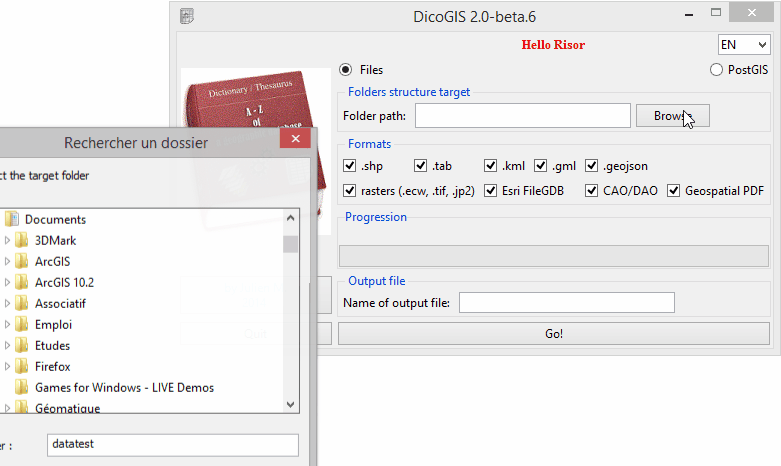 DicoGIS 2.0-beta.6
Hello Risor
EN
Files
PostGIS
Dictionary / Thesaurus
A - Z
of
Folders structure target
Folder path:
Browse
Formats
.shp
.tab
.kml
.gml
.geojson
rasters (.ecw, .tif, .jp2)
Esri FileGDB
CAO/DAO
Geospatial PDF
Progression
Output file
Name of output file:
Go!
Rechercher un dossier
ct the target folder
Documents
3DMark
ArcGIS
ArcGIS 10.2
Associatif
Emploi
Etudes
Firefox
Games for Windows - LIVE Demos
Géomatique
er :
datatest